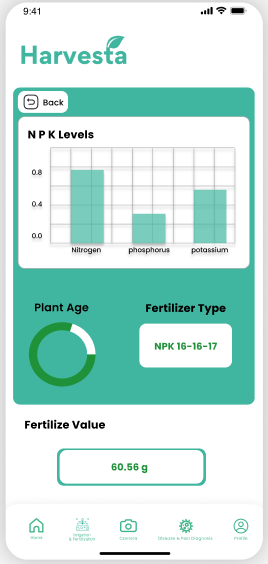 9:41
Harvesta
Back
N P K Levels
0.8
0.4
0.0
Nitrogen phosphorus potassium
Plant Age
Fertilizer Type
NPK 16-16-17
Fertilize Value
60.56 g
Home
Irrigation
& Fertilization
Camera
Disease & Pest Diagnosis
Profile